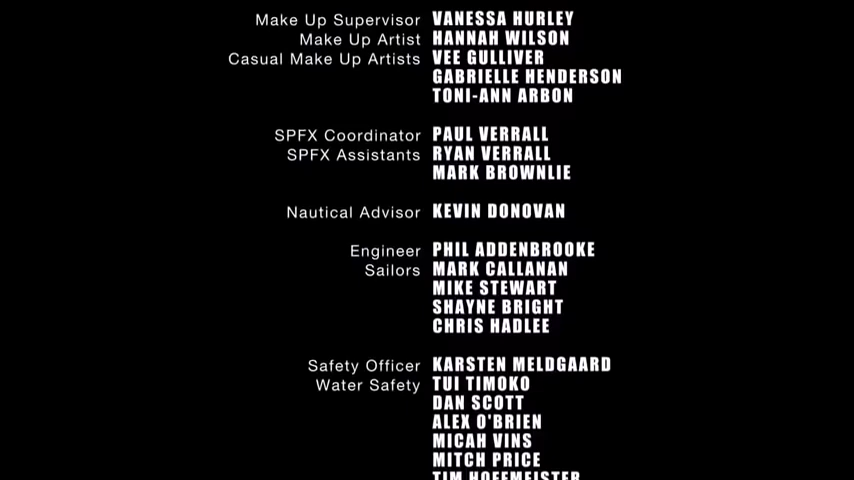 Make Up Supervisor VANESSA HURLEY
Make Up Artist HANNAH WILSON
Casual Make Up Artists VEE GULLIVER
GABRIELLE HENDERSON
TONI-ANN ARBON
SPFX Coordinator PAUL VERRALL
SPFX Assistants RYAN VERRALL
MARK BROWNLIE
Nautical Advisor KEVIN DONOVAN
Engineer PHIL ADDENBROOKE
Sailors MARK CALLANAN
MIKE STEWART
SHAYNE BRIGHT
CHRIS HADLEE
Safety Officer KARSTEN MELDGAARD
Water Safety TUI TIMOKO
DAN SCOTT
ALEX O'BRIEN
MICAH VINS
MITCH PRICE
TIM HOFFMEISTER